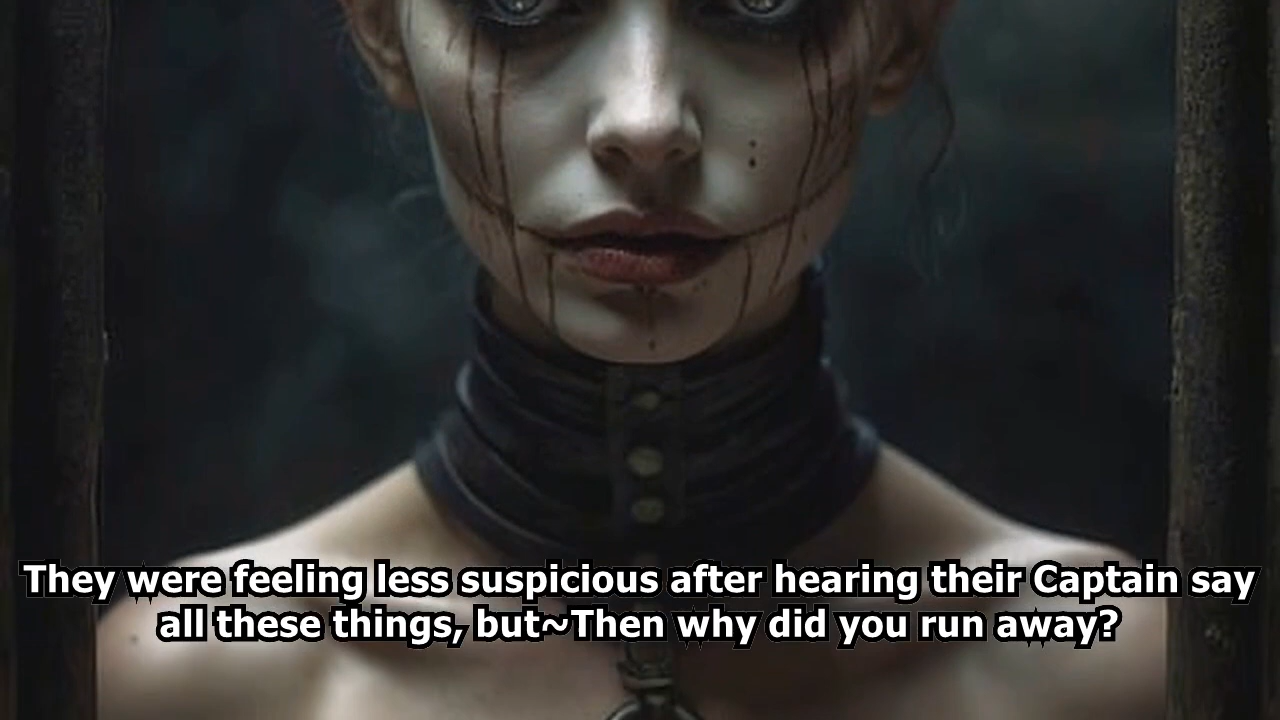 They were feeling less suspicious after hearing their Captain say
all these things, but~Then why did you run away?